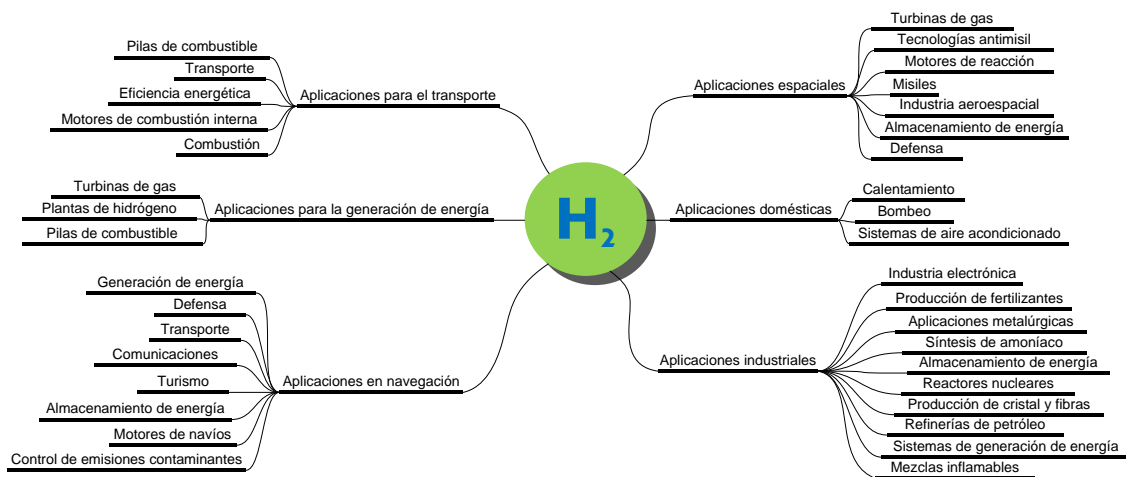 Pilas de combustible
Transporte
Eficiencia energética
Motores de combustión interna
Combustión
Aplicaciones para el transporte
Turbinas de gas
Plantas de hidrógeno
Pilas de combustible
Aplicaciones para la generación de energía
Generación de energía
Defensa
Transporte
Comunicaciones
Turismo
Almacenamiento de energía
Motores de navíos
Control de emisiones contaminantes
Aplicaciones en navegación
H₂
Aplicaciones espaciales
Turbinas de gas
Tecnologías antimisil
Motores de reacción
Misiles
Industria aeroespacial
Almacenamiento de energía
Defensa
Aplicaciones domésticas
Calentamiento
Bombeo
Sistemas de aire acondicionado
Aplicaciones industriales
Industria electrónica
Producción de fertilizantes
Aplicaciones metalúrgicas
Síntesis de amoníaco
Almacenamiento de energía
Reactores nucleares
Producción de cristal y fibras
Refinerías de petróleo
Sistemas de generación de energía
Mezclas inflamables